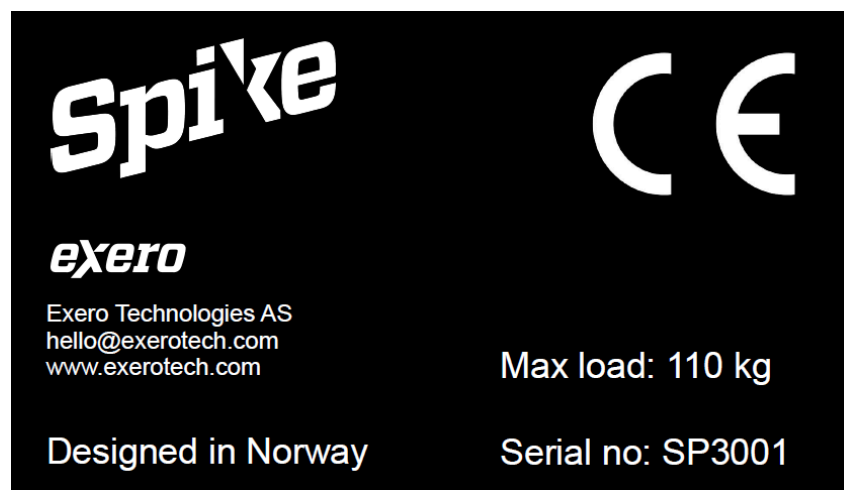 Spike
CE
exero
Exero Technologies AS
hello@exerotech.com
www.exerotech.com
Max load: 110 kg
Designed in Norway
Serial no: SP3001